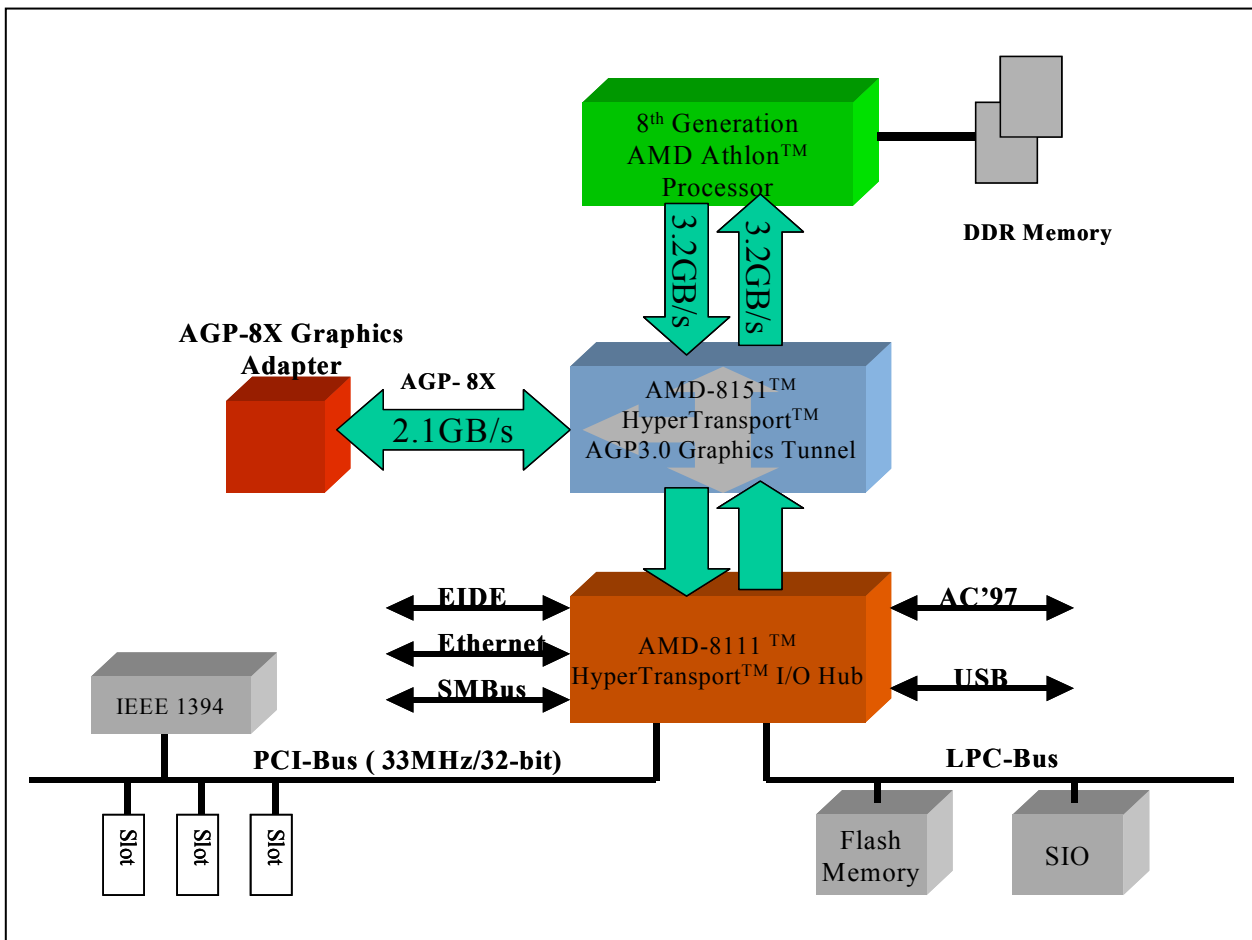 8th Generation
AMD Athlon™
Processor
DDR Memory
3.2GB/s
3.2GB/s
AGP-8X Graphics
Adapter
AGP- 8X
2.1GB/s
AMD-8151™
HyperTransport™
AGP3.0 Graphics Tunnel
EIDE
Ethernet
SMBus
AMD-8111 ™
HyperTransport™ I/O Hub
AC’97
USB
IEEE 1394
PCI-Bus ( 33MHz/32-bit)
LPC-Bus
Slot
Slot
Slot
Flash
Memory
SIO